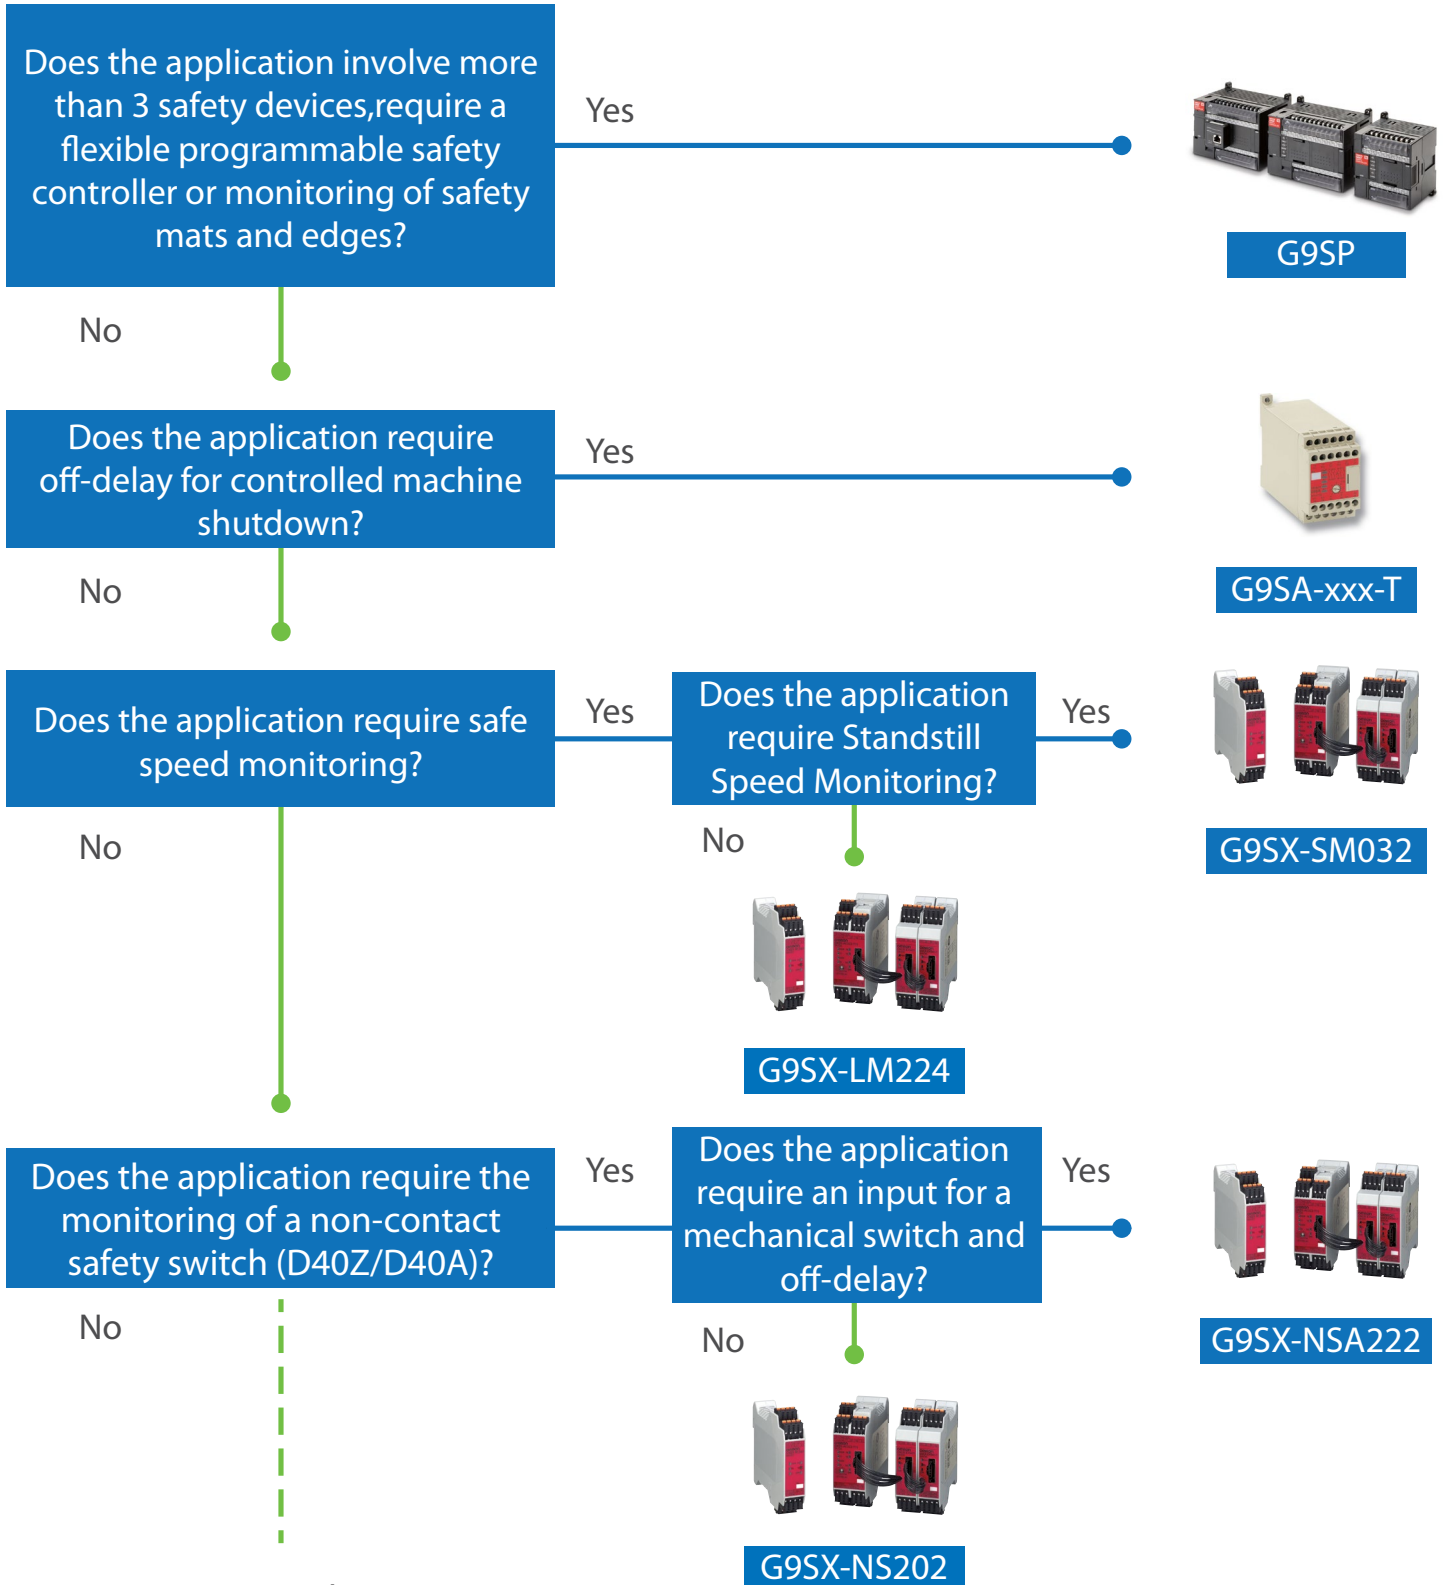 Does the application involve more
than 3 safety devices,require a
flexible programmable safety
controller or monitoring of safety
mats and edges?
Yes
G9SP
No
Does the application require
off-delay for controlled machine
shutdown?
Yes
G9SA-xxx-T
No
Does the application require safe
speed monitoring?
Yes
Does the application
require Standstill
Speed Monitoring?
Yes
G9SX-SM032
No
No
G9SX-LM224
Does the application require the
monitoring of a non-contact
safety switch (D40Z/D40A)?
Yes
Does the application
require an input for a
mechanical switch and
off-delay?
Yes
G9SX-NSA222
No
No
G9SX-NS202